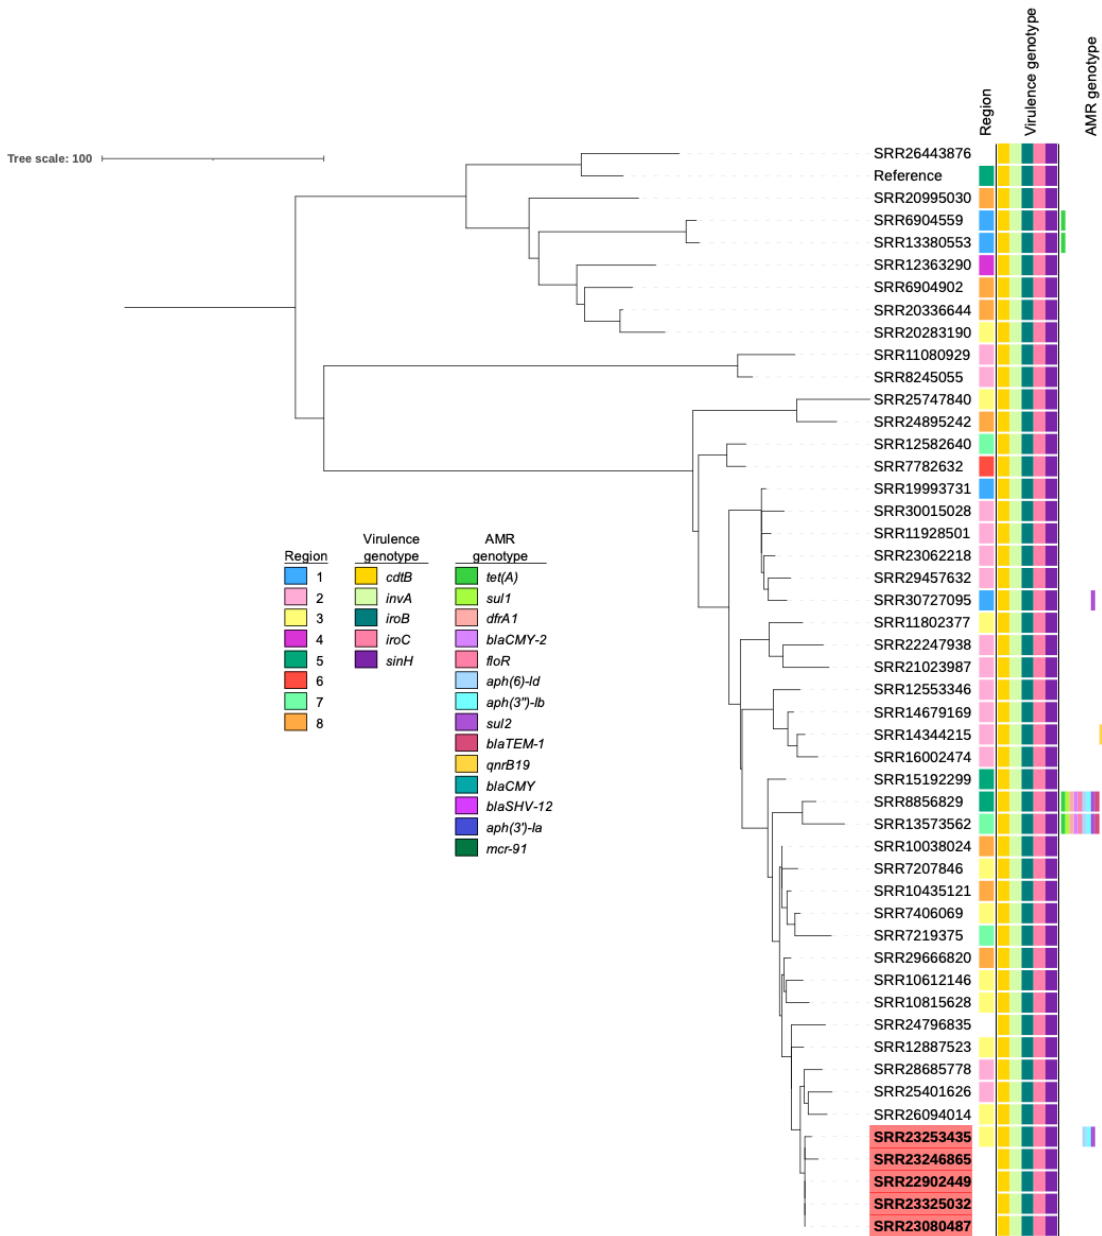 Region
Virulence genotype
AMR genotype
Tree scale: 100
SRR26443876
Reference
SRR20995030
SRR6904559
SRR13380553
SRR12363290
SRR6904902
SRR20336644
SRR20283190
SRR11080929
SRR8245055
SRR25747840
SRR24895242
SRR12582640
SRR7782632
SRR19993731
SRR30015028
SRR11928501
SRR23062218
SRR29457632
SRR30727095
SRR11802377
SRR22247938
SRR21023987
SRR12553346
SRR14679169
SRR14344215
SRR16002474
SRR15192299
SRR8856829
SRR13573562
SRR10038024
SRR7207846
SRR10435121
SRR7406069
SRR7219375
SRR29666820
SRR10612146
SRR10815628
SRR24796835
SRR12887523
SRR28685778
SRR25401626
SRR26094014
SRR23253435
SRR23246865
SRR22902449
SRR23325032
SRR23080487
Region
1
2
3
4
5
6
7
8
Virulence
genotype
cdtB
invA
iroB
iroC
sinH
AMR
genotype
tet(A)
sul1
dfrA1
blaCMY-2
floR
aph(6)-Id
aph(3'')-Ib
sul2
blaTEM-1
qnrB19
blaCMY
blaSHV-12
aph(3')-Ia
mcr-91